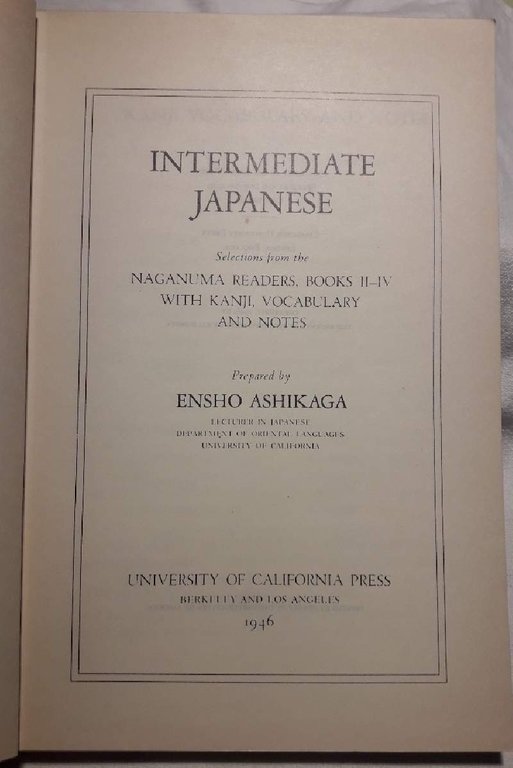 INTERMEDIATE
JAPANESE
Selections from the
NAGANUMA READERS, BOOKS II–IV
WITH KANJI, VOCABULARY
AND NOTES
Prepared by
ENSHO ASHIKAGA
LECTURER IN JAPANESE
DEPARTMENT OF ORIENTAL LANGUAGES
UNIVERSITY OF CALIFORNIA
UNIVERSITY OF CALIFORNIA PRESS
BERKELEY AND LOS ANGELES
1946